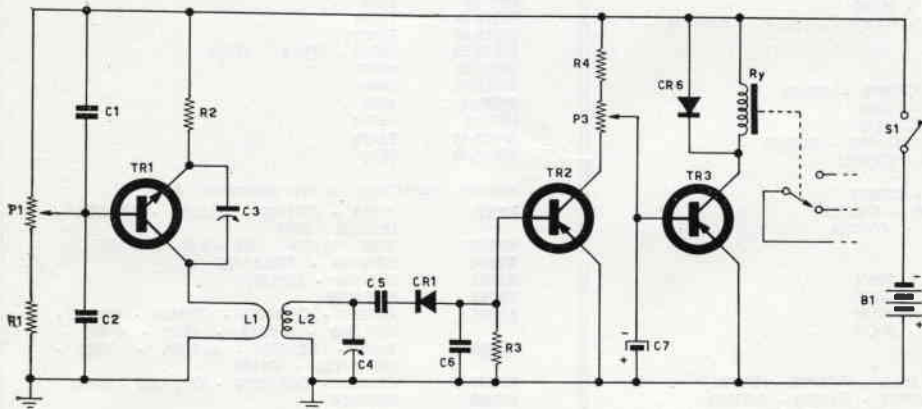 R4
Ry
CR6
C1
R2
P3
S1
TR1
TR2
TR3
P1
C3
C5
CR1
-
B1
+
R1
C2
L1
L2
C4
C6
R3
-
C7
+